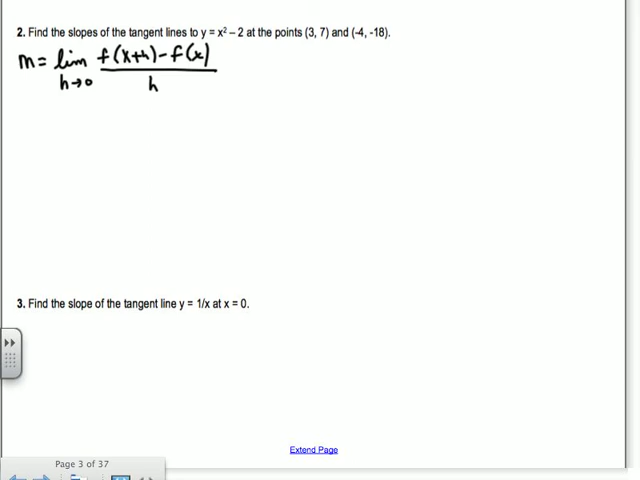 2. Find the slopes of the tangent lines to y = x² – 2 at the points (3, 7) and (-4, -18).
m = lim f(x+h) - f(x)
h→0 h
3. Find the slope of the tangent line y = 1/x at x = 0.
Extend Page
Page 3 of 37